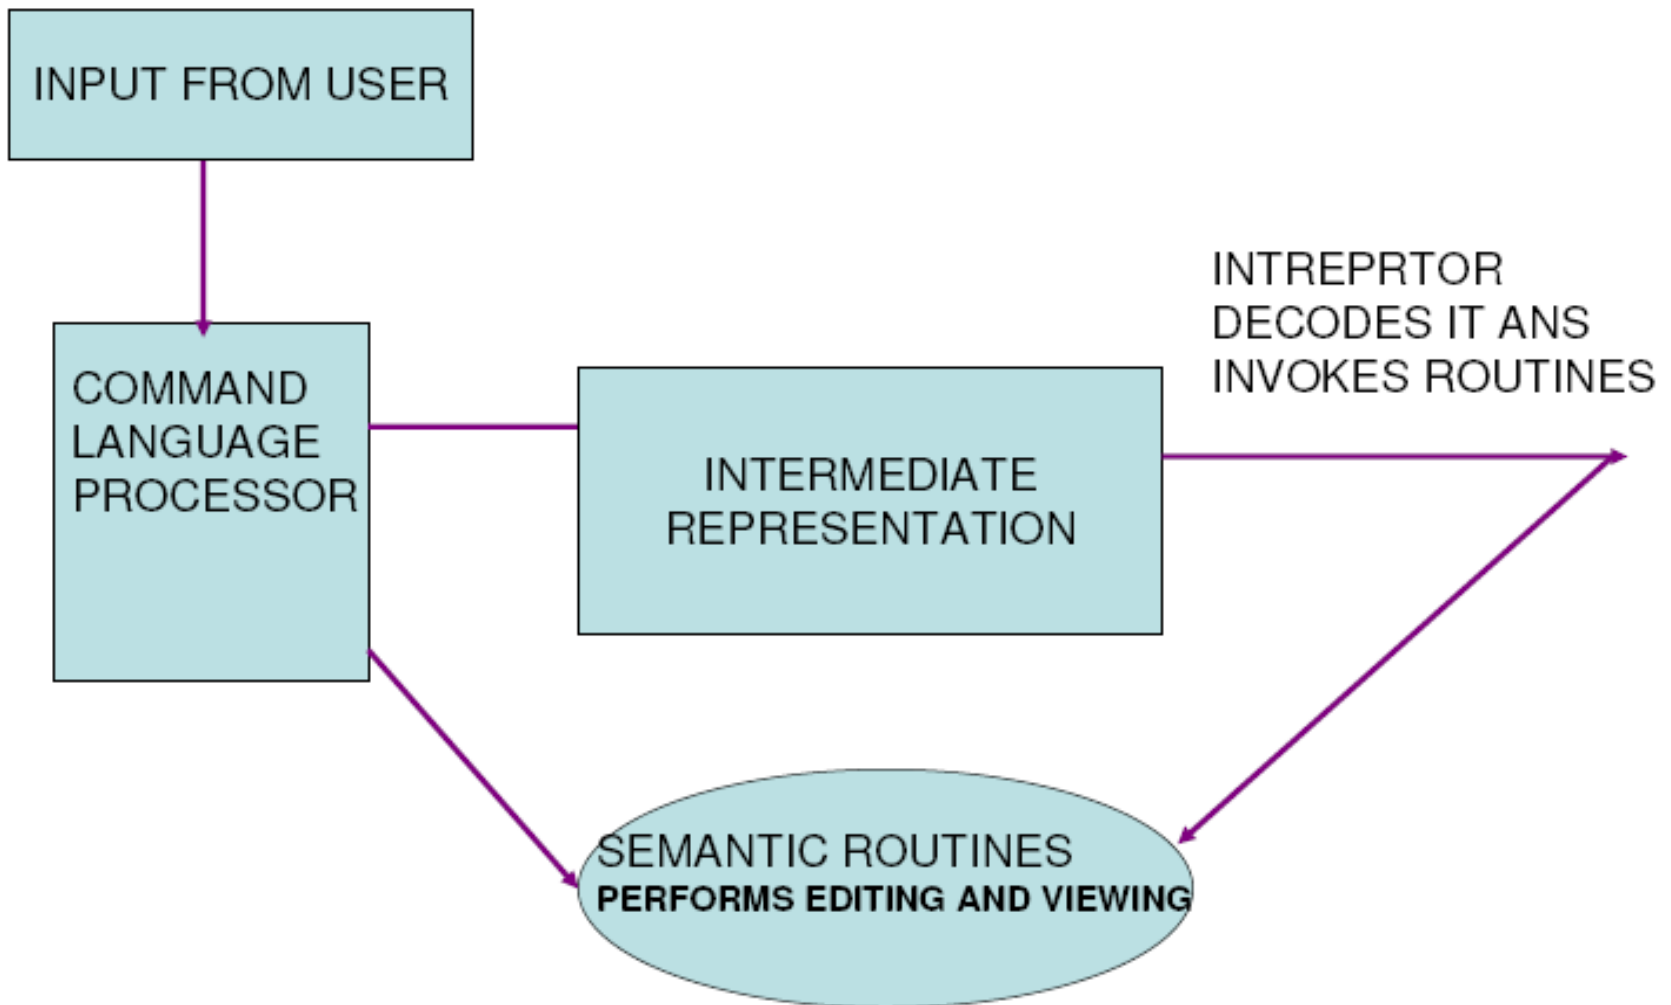 INPUT FROM USER
INTREPRTOR
DECODES IT ANS
INVOKES ROUTINES
COMMAND
LANGUAGE
PROCESSOR
INTERMEDIATE
REPRESENTATION
SEMANTIC ROUTINES
PERFORMS EDITING AND VIEWING